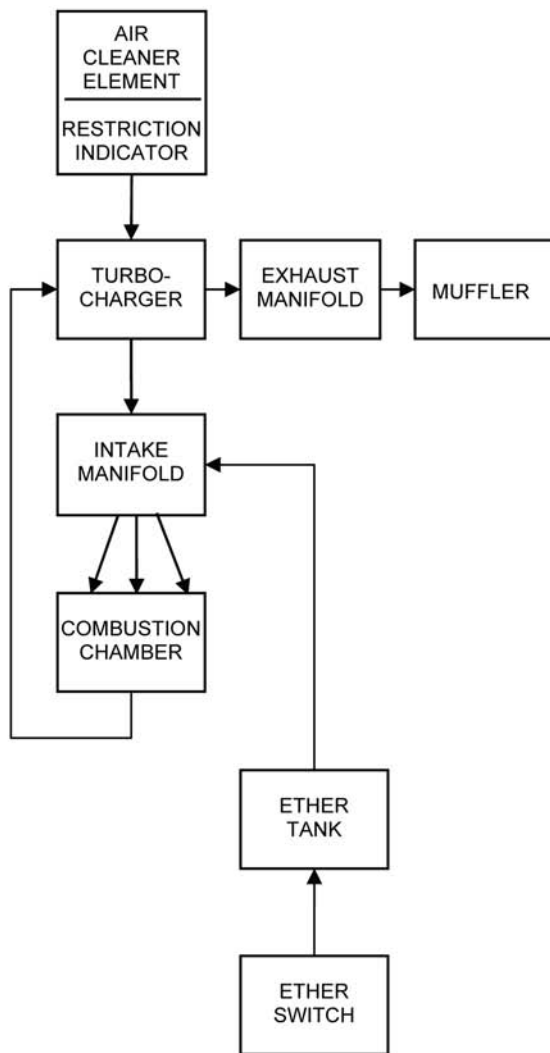 AIR
CLEANER
ELEMENT
RESTRICTION
INDICATOR
TURBO-
CHARGER
EXHAUST
MANIFOLD
MUFFLER
INTAKE
MANIFOLD
COMBUSTION
CHAMBER
ETHER
TANK
ETHER
SWITCH